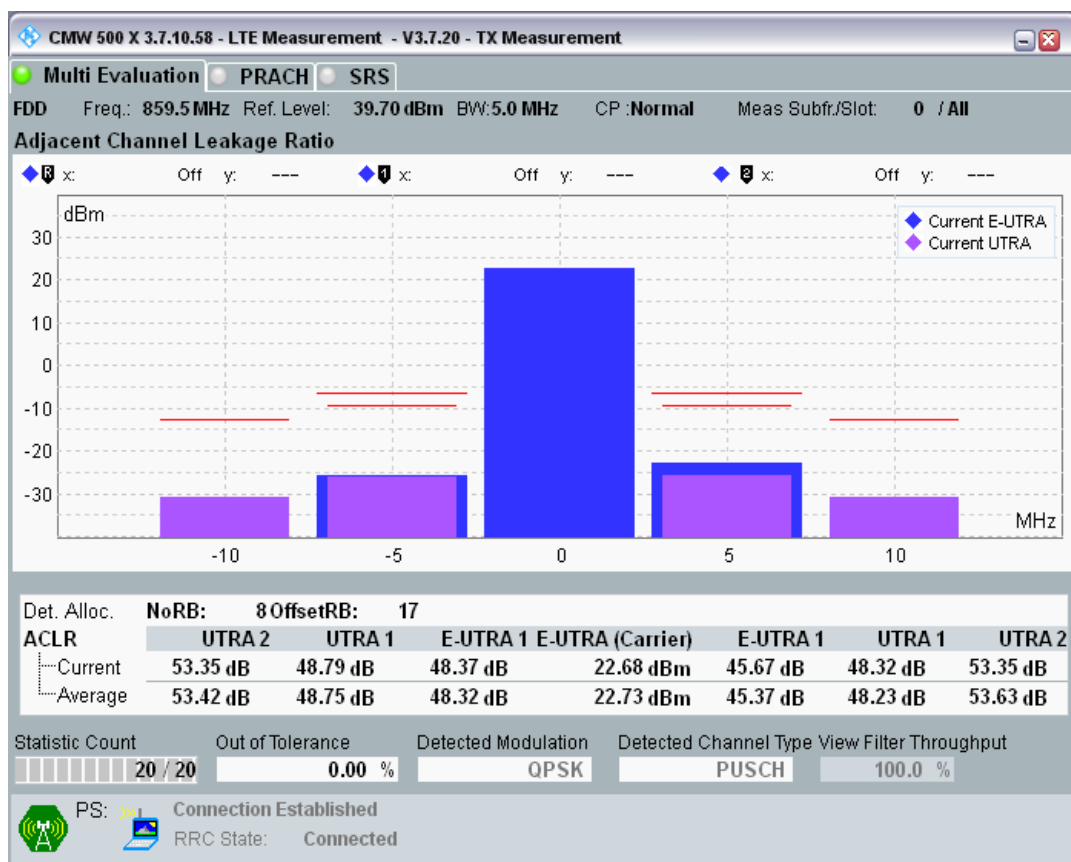 CMW 500 X 3.7.10.58 - LTE Measurement - V3.7.20 - TX Measurement
Multi Evaluation PRACH SRS
FDD Freq.: 859.5 MHz Ref. Level: 39.70 dBm BW:5.0 MHz CP :Normal Meas Subfr./Slot: 0 / All
Adjacent Channel Leakage Ratio
R x: Off y: --- 1 x: Off y: --- 2 x: Off y: ---
dBm
Current E-UTRA
Current UTRA
30
20
10
0
-10
-20
-30
MHz
-10 -5 0 5 10
Det. Alloc. NoRB: 8 OffsetRB: 17
ACLR UTRA 2 UTRA 1 E-UTRA 1 E-UTRA (Carrier) E-UTRA 1 UTRA 1 UTRA 2
Current 53.35 dB 48.79 dB 48.37 dB 22.68 dBm 45.67 dB 48.32 dB 53.35 dB
Average 53.42 dB 48.75 dB 48.32 dB 22.73 dBm 45.37 dB 48.23 dB 53.63 dB
Statistic Count Out of Tolerance Detected Modulation Detected Channel Type View Filter Throughput
20 / 20 0.00 % QPSK PUSCH 100.0 %
PS: Connection Established
RRC State: Connected